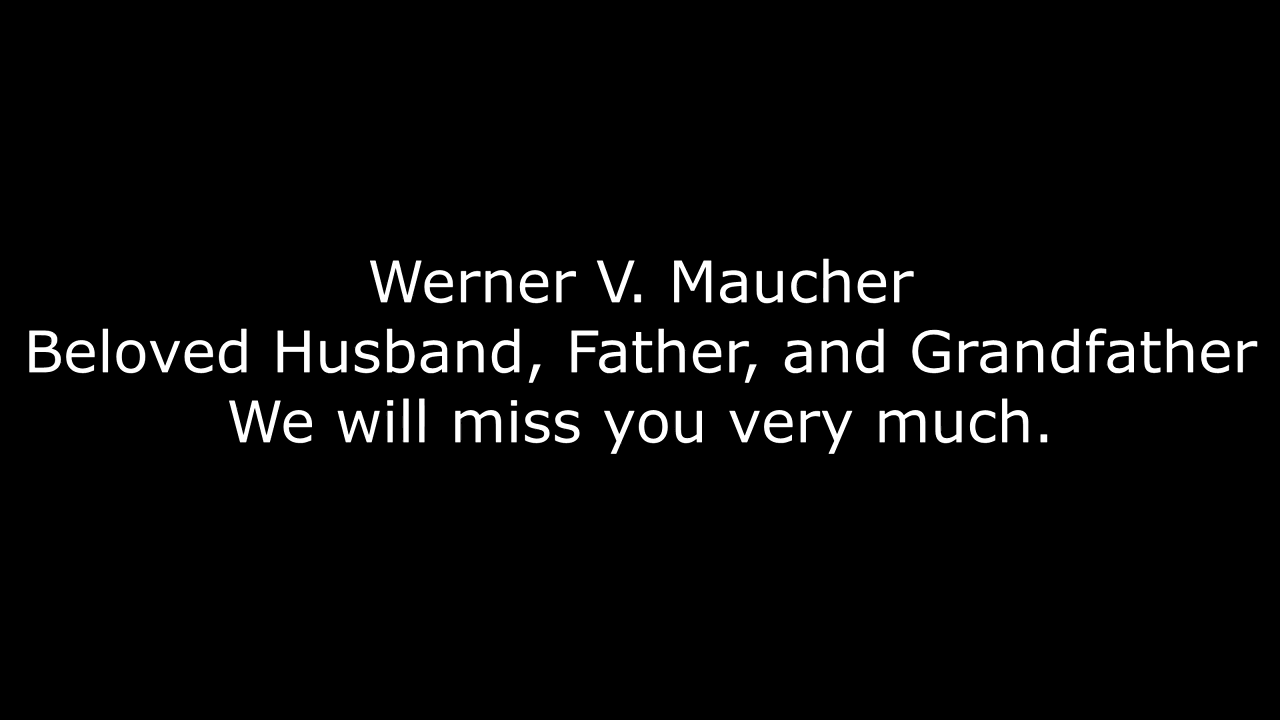 Werner V. Maucher
Beloved Husband, Father, and Grandfather
We will miss you very much.